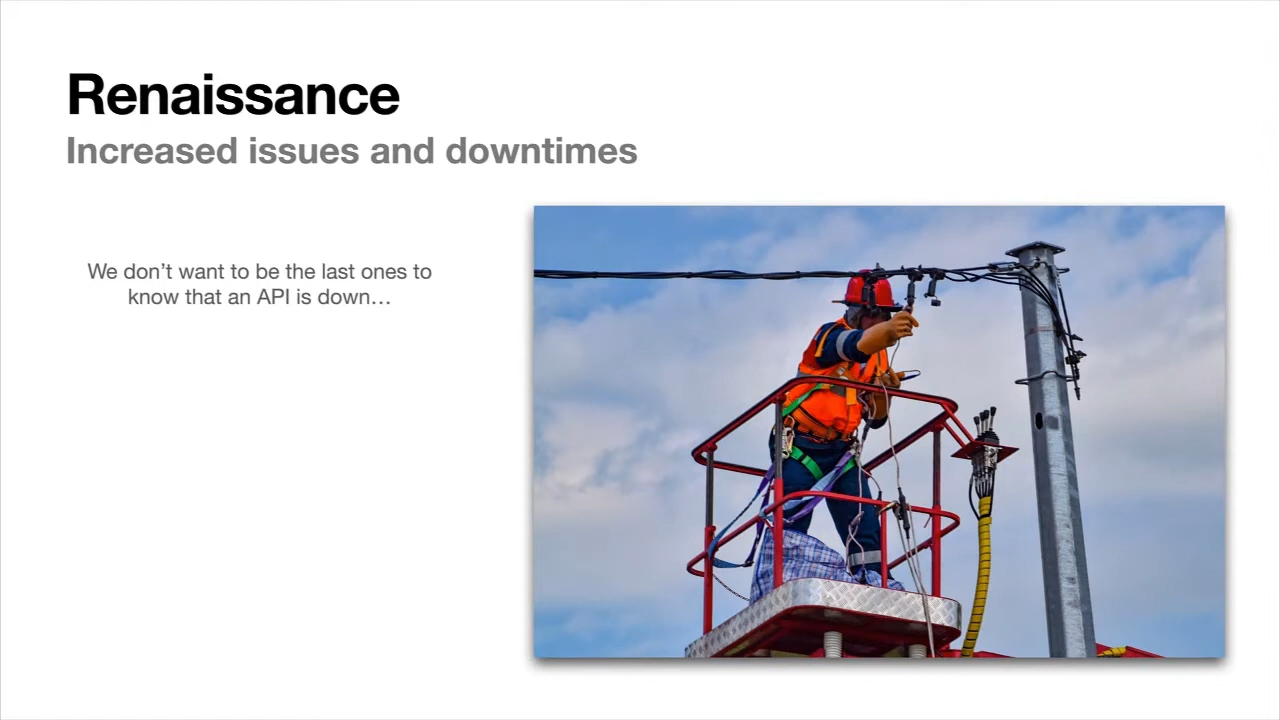 Renaissance
Increased issues and downtimes
We don’t want to be the last ones to
know that an API is down…